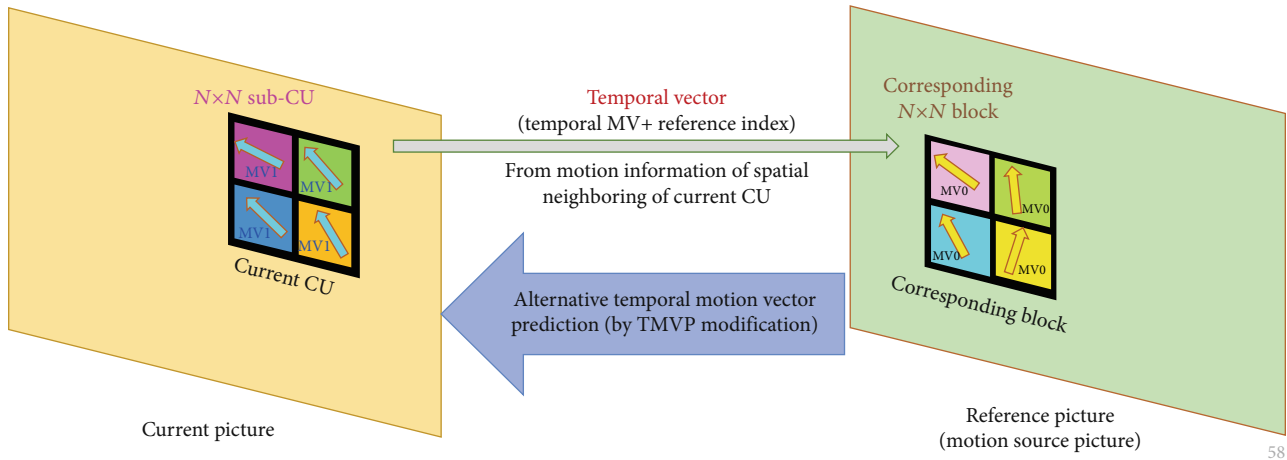 N×N sub-CU
MV1
MV1
MV1
MV1
Current CU
Current picture
Temporal vector
(temporal MV+ reference index)
From motion information of spatial
neighboring of current CU
Alternative temporal motion vector
prediction (by TMVP modification)
Corresponding
N×N block
MV0
MV0
MV0
MV0
Corresponding block
Reference picture
(motion source picture)
58